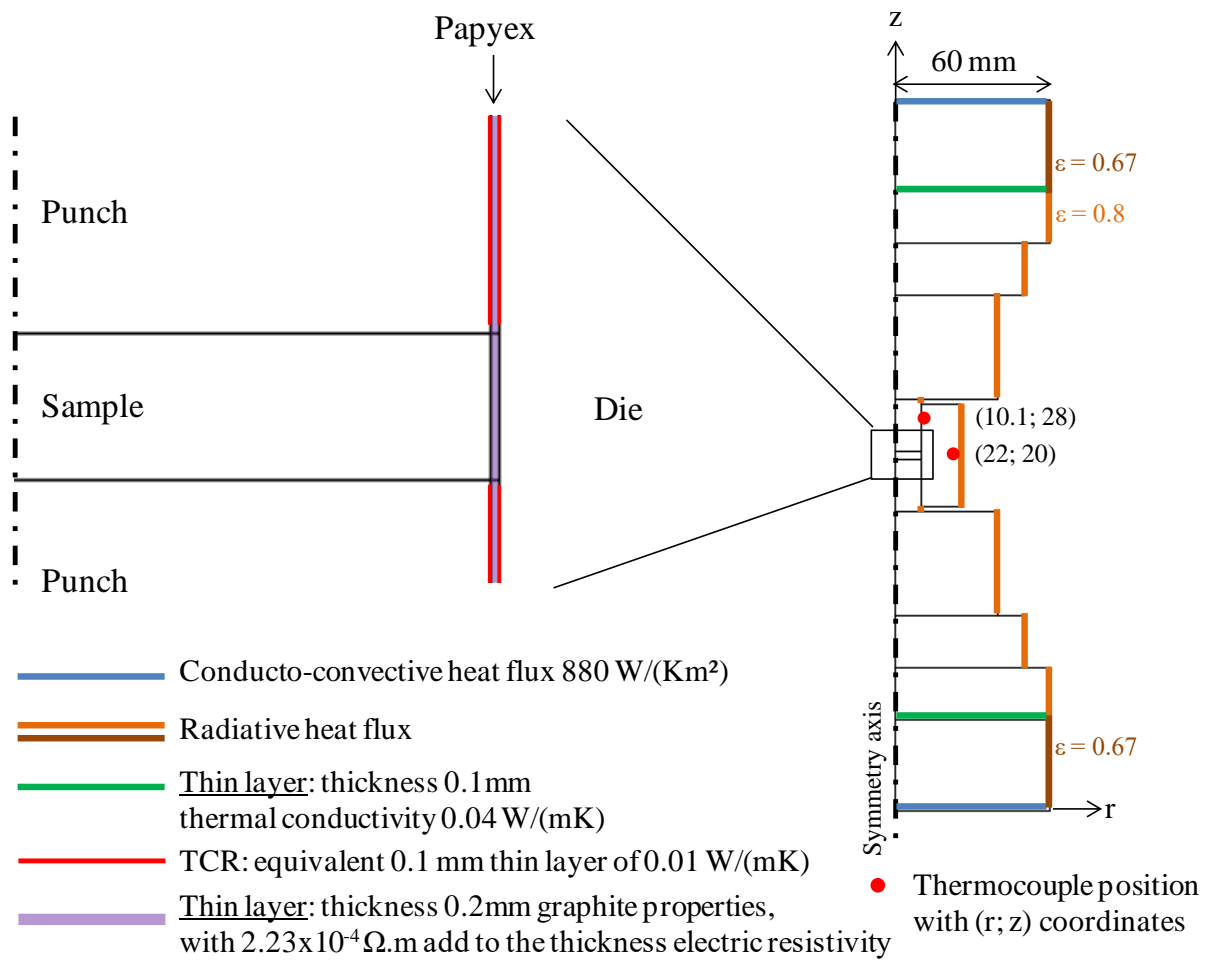 Papyex
Punch
Sample
Die
Punch
z
60 mm
ε = 0.67
ε = 0.8
(10.1; 28)
(22; 20)
ε = 0.67
r
Symmetry axis
Conducto-convective heat flux 880 W/(Km²)
Radiative heat flux
Thin layer: thickness 0.1mm
thermal conductivity 0.04 W/(mK)
TCR: equivalent 0.1 mm thin layer of 0.01 W/(mK)
Thin layer: thickness 0.2mm graphite properties,
with 2.23x10⁻⁴ Ω.m add to the thickness electric resistivity
Thermocouple position
with (r; z) coordinates